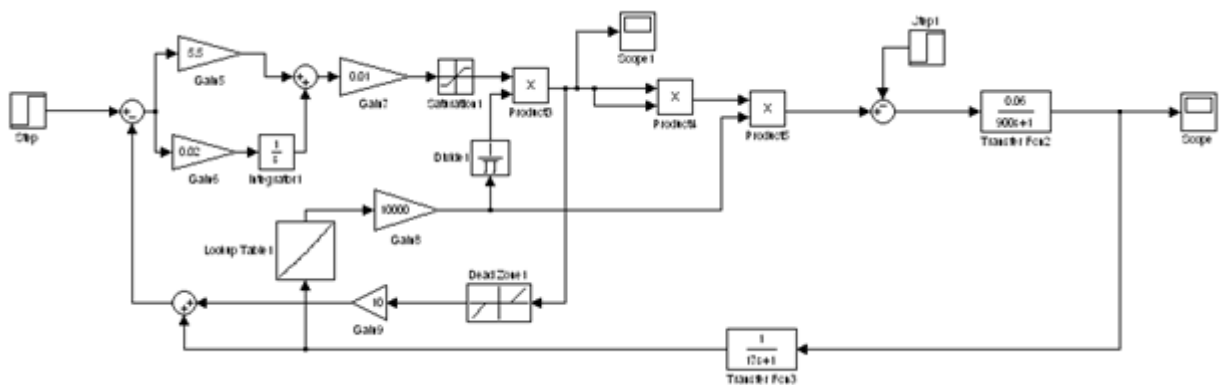 Step
5.5
Gain5
0.02
Gain6
1
s
Integrator1
0.01
Gain7
Saturation1
X
Product3
Scope1
X
Product4
X
Product5
Step1
0.06
900s+1
Transfer Fcn2
Scope
Divide1
10000
Gain8
Lookup Table1
Dead Zone1
10
Gain9
1
17s+1
Transfer Fcn3